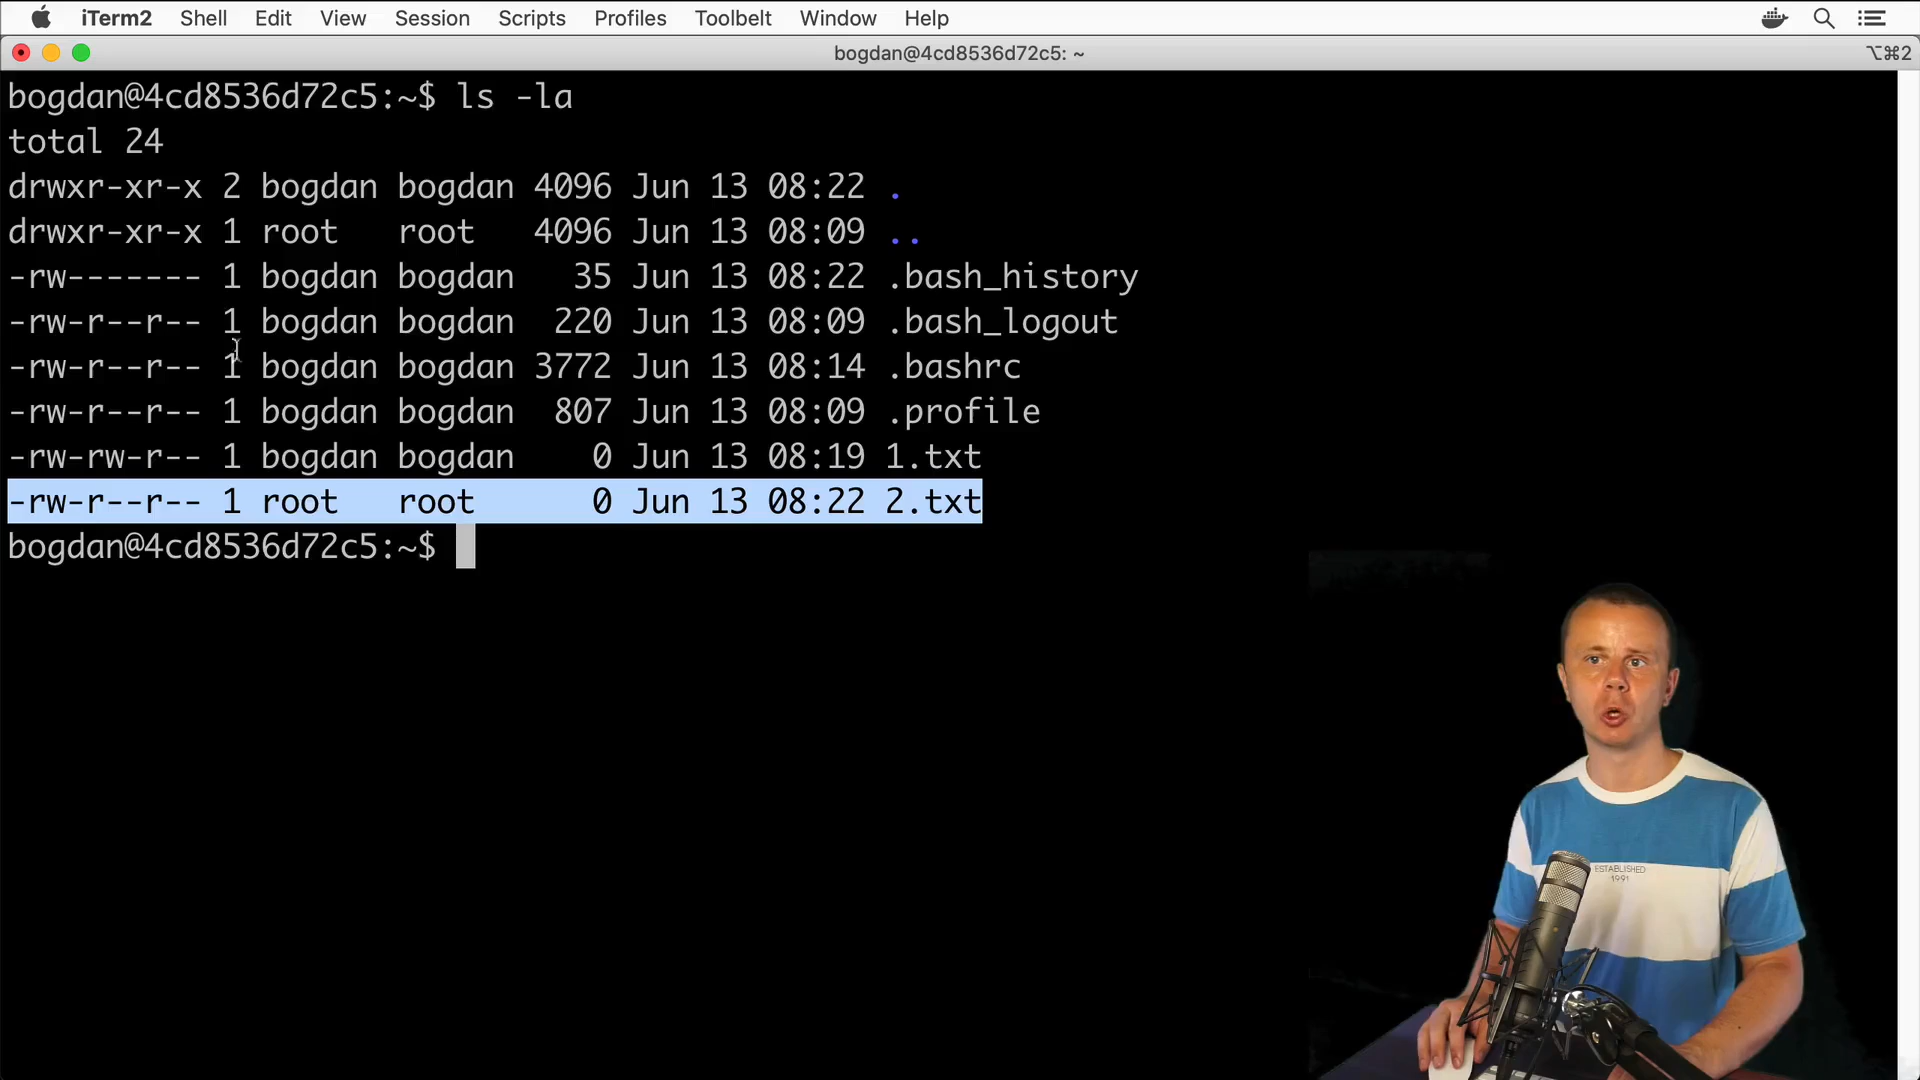 iTerm2 Shell Edit View Session Scripts Profiles Toolbelt Window Help
bogdan@4cd8536d72c5: ~ ⌥⌘2
bogdan@4cd8536d72c5:~$ ls -la
total 24
drwxr-xr-x 2 bogdan bogdan 4096 Jun 13 08:22 .
drwxr-xr-x 1 root   root   4096 Jun 13 08:09 ..
-rw------- 1 bogdan bogdan   35 Jun 13 08:22 .bash_history
-rw-r--r-- 1 bogdan bogdan  220 Jun 13 08:09 .bash_logout
-rw-r--r-- 1 bogdan bogdan 3772 Jun 13 08:14 .bashrc
-rw-r--r-- 1 bogdan bogdan  807 Jun 13 08:09 .profile
-rw-rw-r-- 1 bogdan bogdan    0 Jun 13 08:19 1.txt
-rw-r--r-- 1 root   root      0 Jun 13 08:22 2.txt
bogdan@4cd8536d72c5:~$
ESTABLISHED
1991